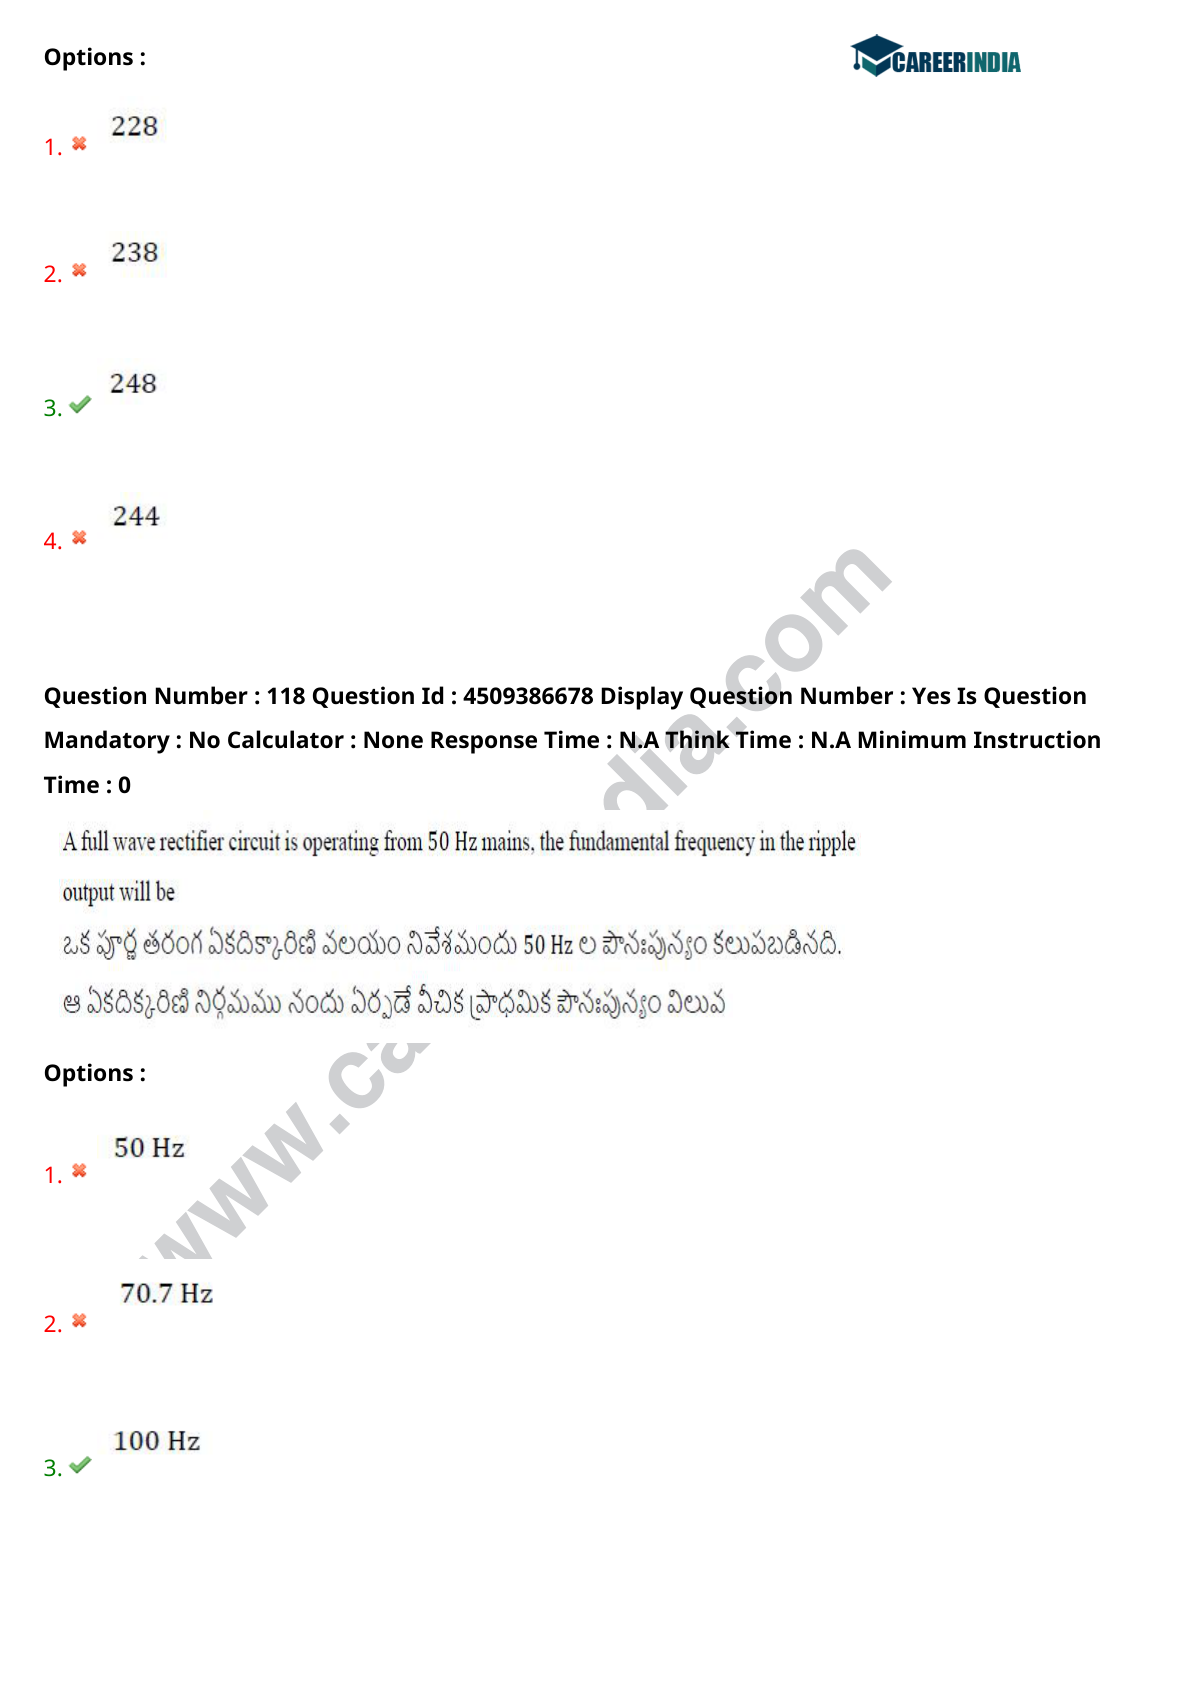 Options :
CAREERINDIA
228
1.
238
2.
248
3.
244
4.
Question Number : 118 Question Id : 4509386678 Display Question Number : Yes Is Question
Mandatory : No Calculator : None Response Time : N.A Think Time : N.A Minimum Instruction
Time : 0
A full wave rectifier circuit is operating from 50 Hz mains, the fundamental frequency in the ripple
output will be
ఒక పూర్ణ తరంగ ఏకదిక్కారిణి వలయం నివేశమందు 50 Hz ల పౌనఃపున్యం కలుపబడినది.
ఆ ఏకదిక్కరిణి నిర్గమము నందు ఏర్పడే వీచిక ప్రాధమిక పౌనఃపున్యం విలువ
Options :
50 Hz
1.
70.7 Hz
2.
100 Hz
3.